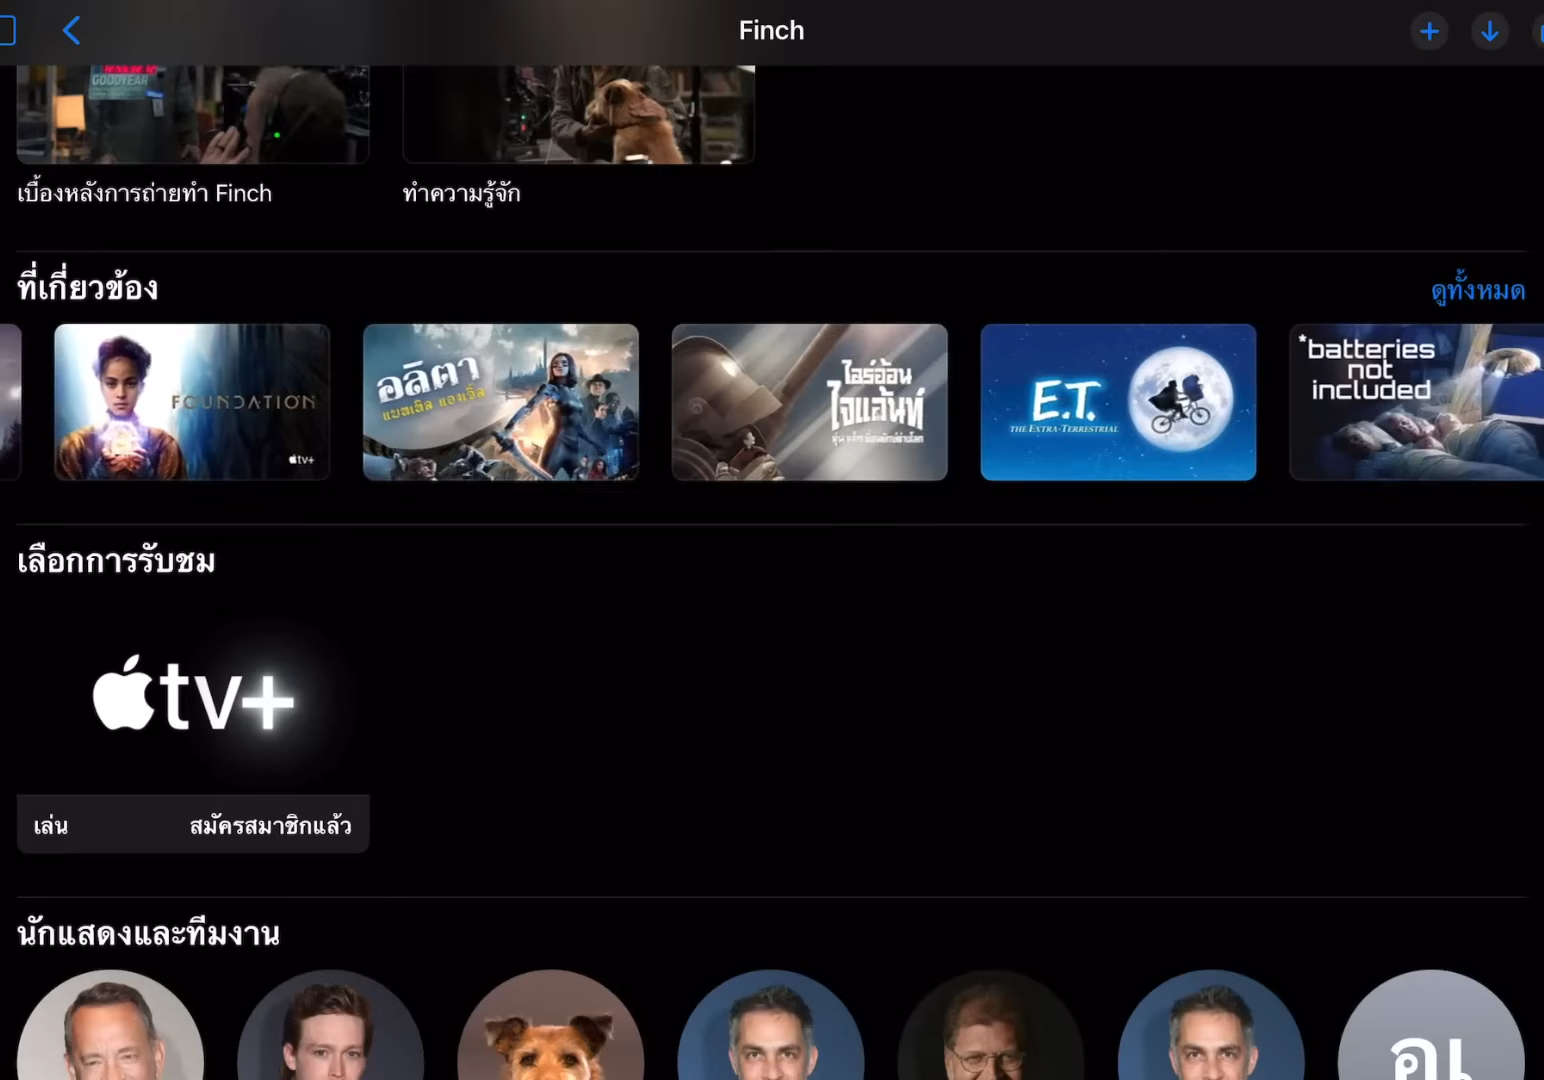 Finch
GOODYEAR
เบื้องหลังการถ่ายทำ Finch
ทำความรู้จัก
ที่เกี่ยวข้อง
ดูทั้งหมด
FOUNDATION
tv+
อลิตา
แบทเทิล แองเจิ้ล
ไอร์อ้อน
ไจแอ้นท์
E.T.
THE EXTRA-TERRESTRIAL
*batteries
not
included
เลือกการรับชม
tv+
เล่น
สมัครสมาชิกแล้ว
นักแสดงและทีมงาน